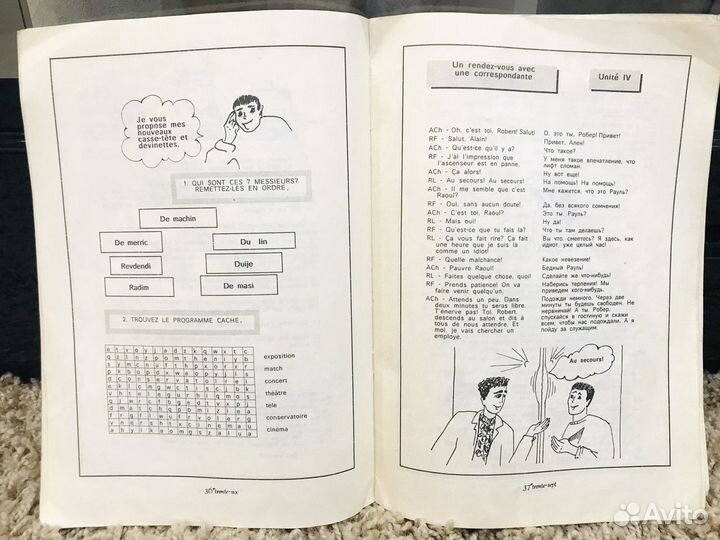 Je vous
propose mes
nouveaux
casse-tête et
devinettes.
1. QUI SONT CES ? MESSIEURS?
REMETTEZ-LES EN ORDRE,
De machin
De merric
Du lin
Revdendi
Duije
Radim
De masi
2. TROUVEZ LE PROGRAMME CACHE,
exposition
match
concert
théâtre
tele
conservatoire
cinéma
36 trente-six
Un rendez-vous avec
une correspondante
Unité IV
ACh - Oh, c'est toi, Robert! Salut!
RF - Salut, Alain!
ACh - Qu'est-ce qu'il y a?
RF - J'ai l'impression que
l'ascenseur est en panne.
ACh - Ça alors!
RL - Au secours! Au secours!
ACh - Il me semble que c'est
Raoul?
RF - Oui, sans aucun doute!
ACh - C'est toi, Raoul?
RL - Mais oui!
RF - Qu'est-ce que tu fais là?
RL - Ça vous fait rire? Ça fait
une heure que je suis là
comme un idiot!
RF - Quelle malchance!
ACh - Pauvre Raoul!
RL - Faites quelque chose, quoi!
RF - Prends patience! On va
faire venir quelqu'un.
ACh - Attends un peu. Dans
deux minutes tu seras libre.
T'énerve pas! Toi, Robert,
descends au salon et dis à
tous de nous attendre. Et
moi, je vais chercher un
employé.
О, это ты, Робер! Привет!
Привет, Ален!
Что такое?
У меня такое впечатление, что
лифт сломан.
Ну вот еще!
На помощь! На помощь!
Мне кажется, что это Рауль?
Да, без всякого сомнения!
Это ты, Рауль?
Ну да!
Что ты там делаешь?
Вы что, смеетесь? Я здесь, как
идиот, уже целый час!
Какое невезение!
Бедный Рауль!
Сделайте же что-нибудь!
Наберись терпения! Мы
приведем кого-нибудь.
Подожди немного. Через две
минуты ты будешь свободен. Не
нервничай! А ты, Робер,
спускайся в гостиную и скажи
всем, чтобы нас подождали. А я
пойду за служащим.
Au secours!
37 trente-sept
Avito